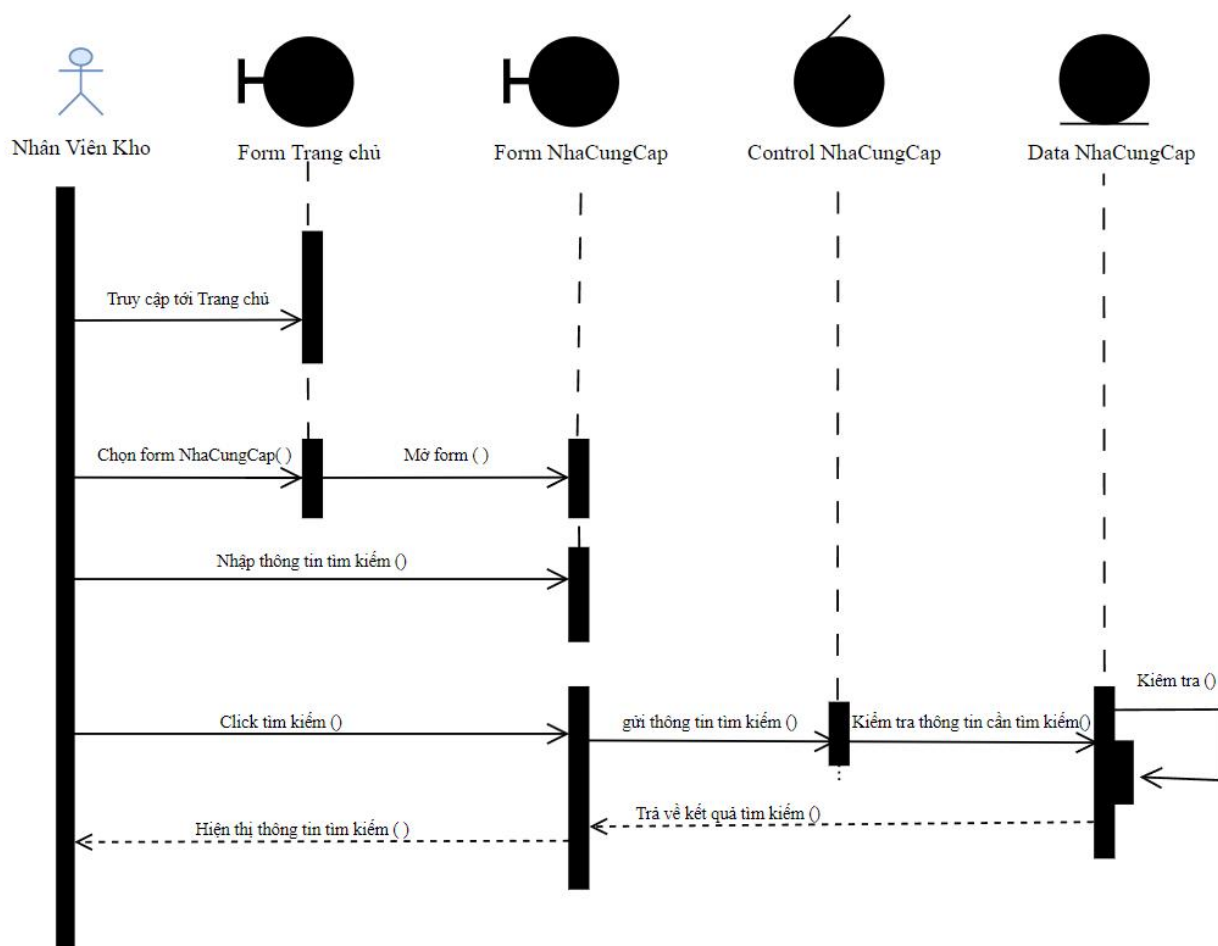 Nhân Viên Kho
Form Trang chủ
Form NhaCungCap
Control NhaCungCap
Data NhaCungCap
Truy cập tới Trang chủ
Chọn form NhaCungCap( )
Mở form ( )
Nhập thông tin tìm kiếm ()
Kiêm tra ()
Click tìm kiếm ()
gửi thông tin tìm kiếm ()
Kiểm tra thông tin cần tìm kiếm()
Trả về kết quả tìm kiếm ()
Hiện thị thông tin tìm kiếm ( )